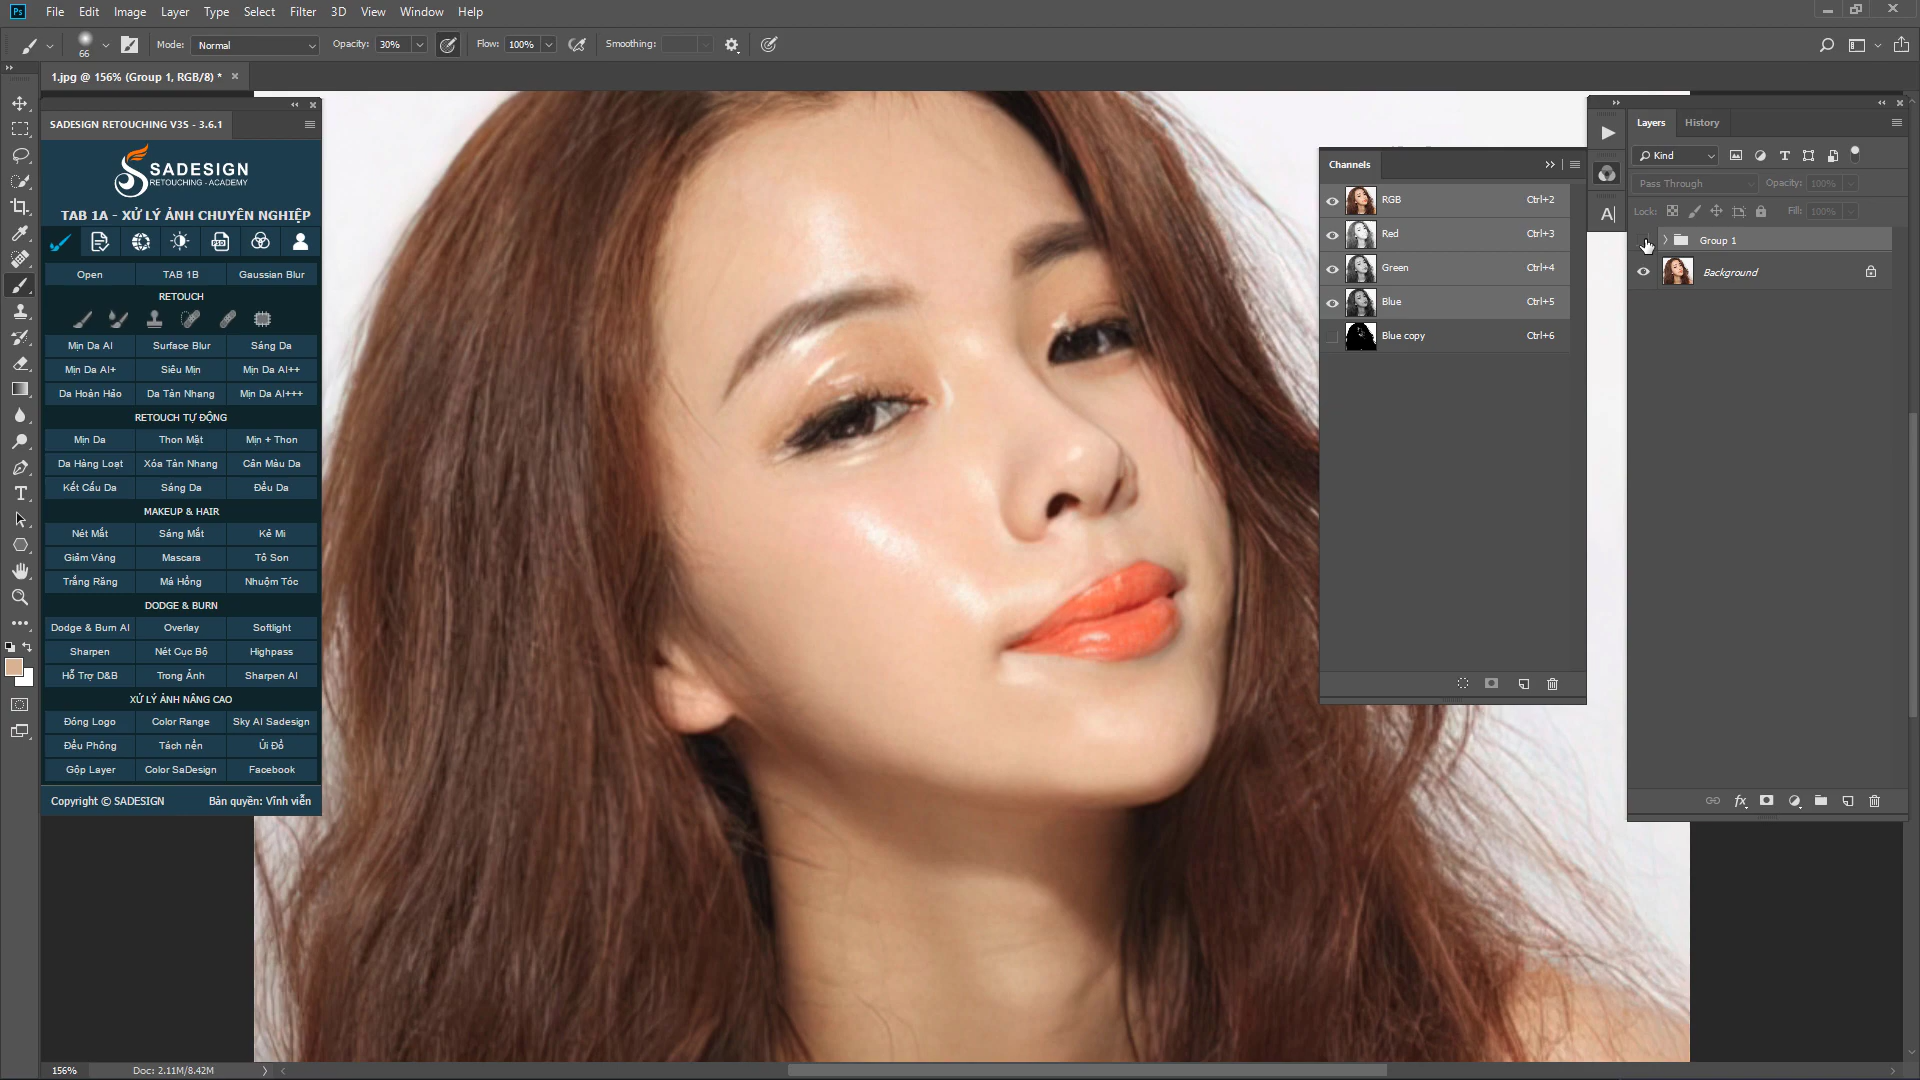 Ps File Edit Image Layer Type Select Filter 3D View Window Help
66 Mode: Normal Opacity: 30% Flow: 100% Smoothing:
1.jpg @ 156% (Group 1, RGB/8) *
SADESIGN RETOUCHING V3S - 3.6.1
SADESIGN
RETOUCHING - ACADEMY
TAB 1A - XỬ LÝ ẢNH CHUYÊN NGHIỆP
Open TAB 1B Gaussian Blur
RETOUCH
Mịn Da AI Surface Blur Sáng Da
Mịn Da AI+ Siêu Mịn Mịn Da AI++
Da Hoàn Hảo Da Tàn Nhang Mịn Da AI+++
RETOUCH TỰ ĐỘNG
Mịn Da Thon Mặt Mịn + Thon
Da Hàng Loạt Xóa Tàn Nhang Cân Màu Da
Kết Cấu Da Sáng Da Đều Da
MAKEUP & HAIR
Nét Mắt Sáng Mắt Kẻ Mi
Giảm Vàng Mascara Tô Son
Trắng Răng Má Hồng Nhuộm Tóc
DODGE & BURN
Dodge & Burn AI Overlay Softlight
Sharpen Nét Cục Bộ Highpass
Hỗ Trợ D&B Trong Ảnh Sharpen AI
XỬ LÝ ẢNH NÂNG CAO
Đóng Logo Color Range Sky AI Sadesign
Đều Phông Tách nền Ủi Đồ
Gộp Layer Color SaDesign Facebook
Copyright © SADESIGN Bản quyền: Vĩnh viễn
Channels
RGB Ctrl+2
Red Ctrl+3
Green Ctrl+4
Blue Ctrl+5
Blue copy Ctrl+6
Layers History
Kind
Pass Through Opacity: 100%
Lock: Fill: 100%
Group 1
Background
156% Doc: 2.11M/8.42M